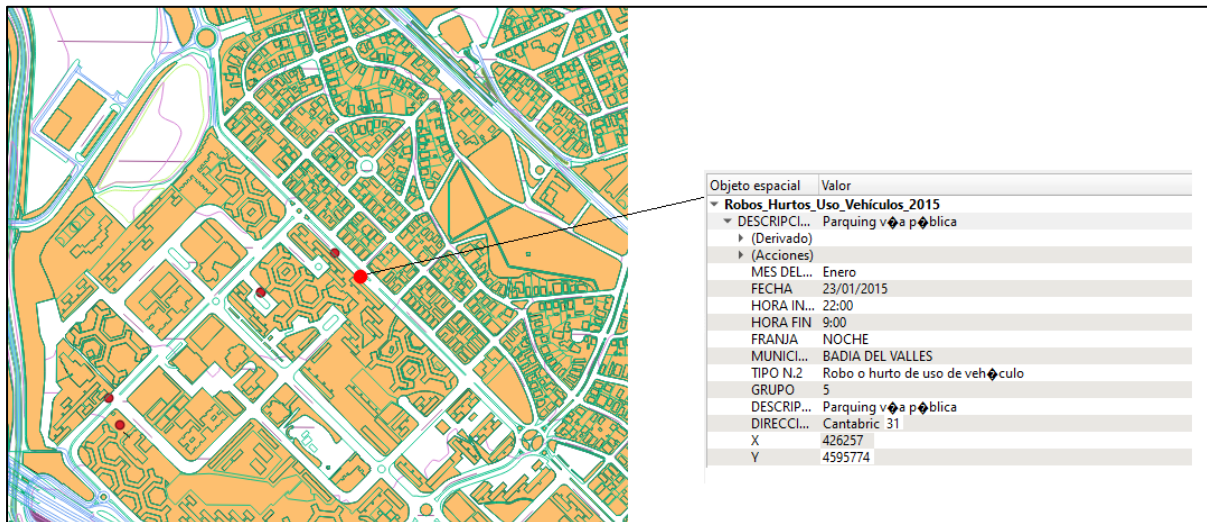 Objeto espacial Valor
Robos_Hurtos_Uso_Vehículos_2015
DESCRIPCI... Parquing v�a p�blica
(Derivado)
(Acciones)
MES DEL... Enero
FECHA 23/01/2015
HORA IN... 22:00
HORA FIN 9:00
FRANJA NOCHE
MUNICI... BADIA DEL VALLES
TIPO N.2 Robo o hurto de uso de veh�culo
GRUPO 5
DESCRIP... Parquing v�a p�blica
DIRECCI... Cantabric 31
X 426257
Y 4595774